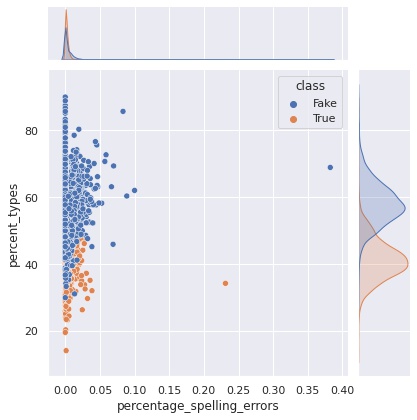 class
Fake
True
80
60
40
20
percent_types
0.00 0.05 0.10 0.15 0.20 0.25 0.30 0.35 0.40
percentage_spelling_errors